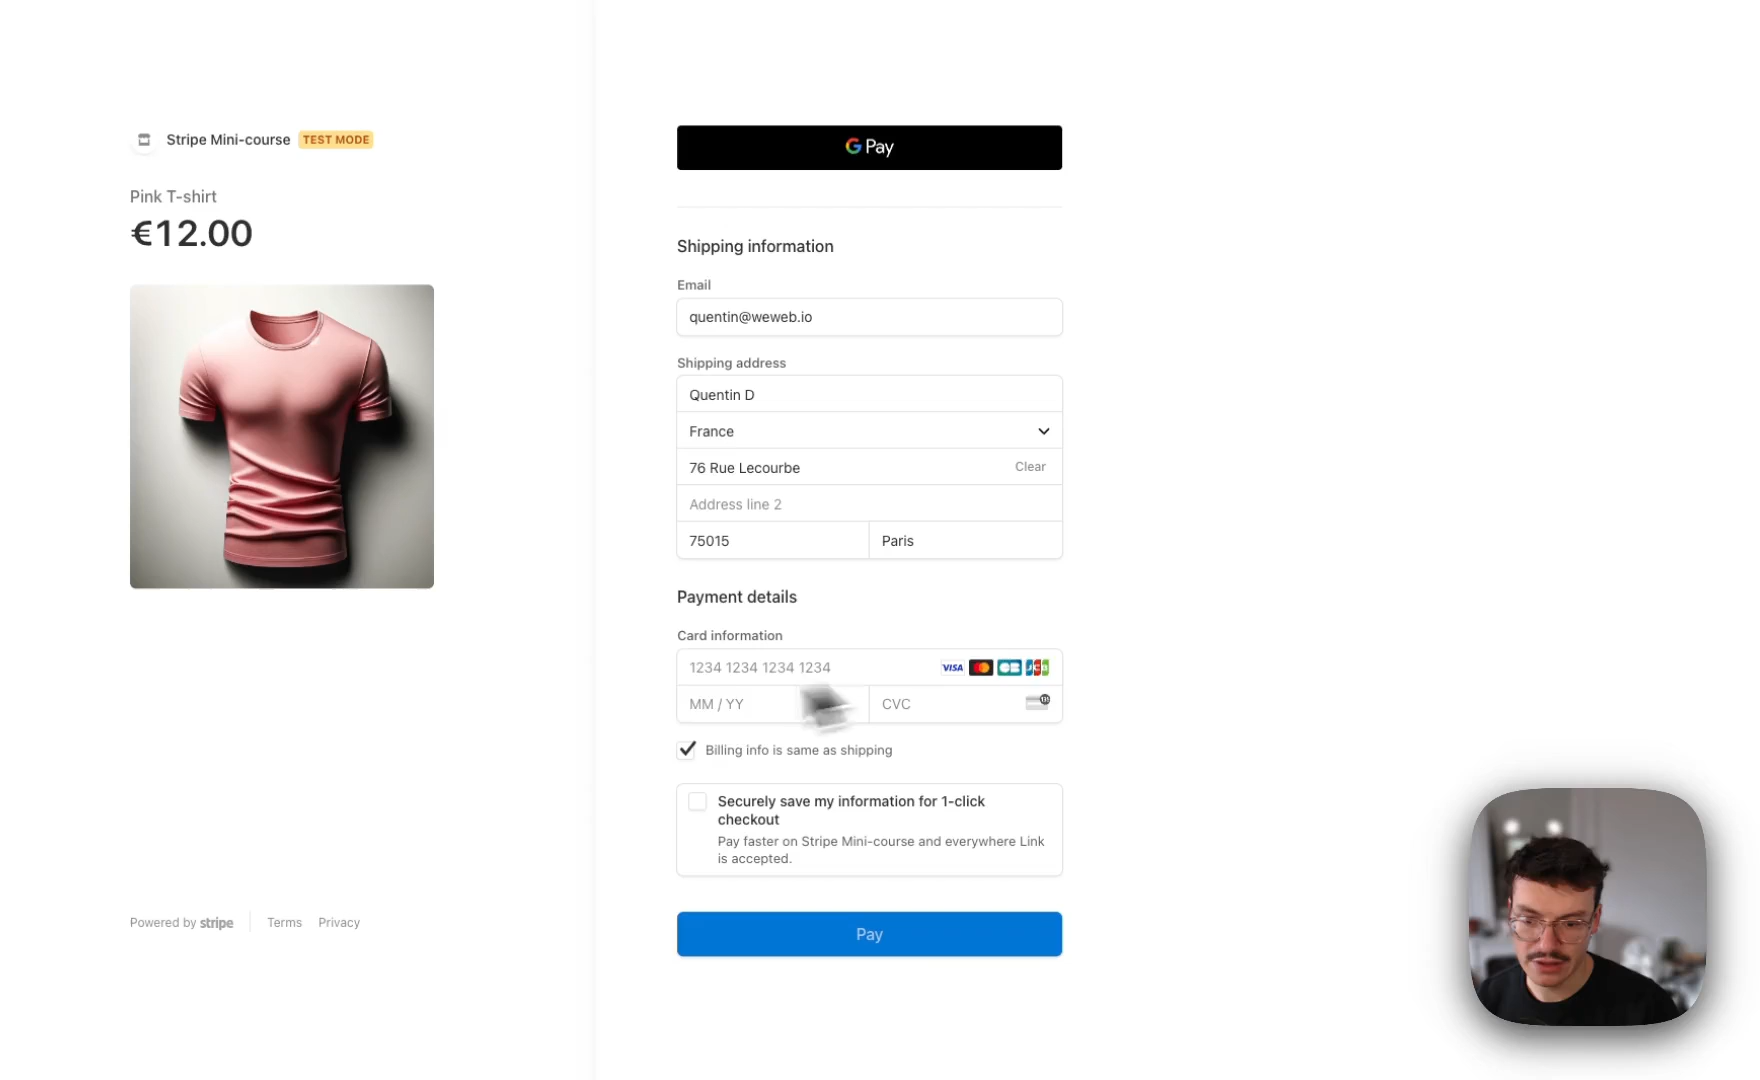 Stripe Mini-course TEST MODE
Pink T-shirt
€12.00
Powered by stripe
Terms
Privacy
G Pay
Shipping information
Email
quentin@weweb.io
Shipping address
Quentin D
France
76 Rue Lecourbe
Clear
Address line 2
75015
Paris
Payment details
Card information
1234 1234 1234 1234
VISA
CB
JCB
MM / YY
CVC
Billing info is same as shipping
Securely save my information for 1-click
checkout
Pay faster on Stripe Mini-course and everywhere Link
is accepted.
Pay